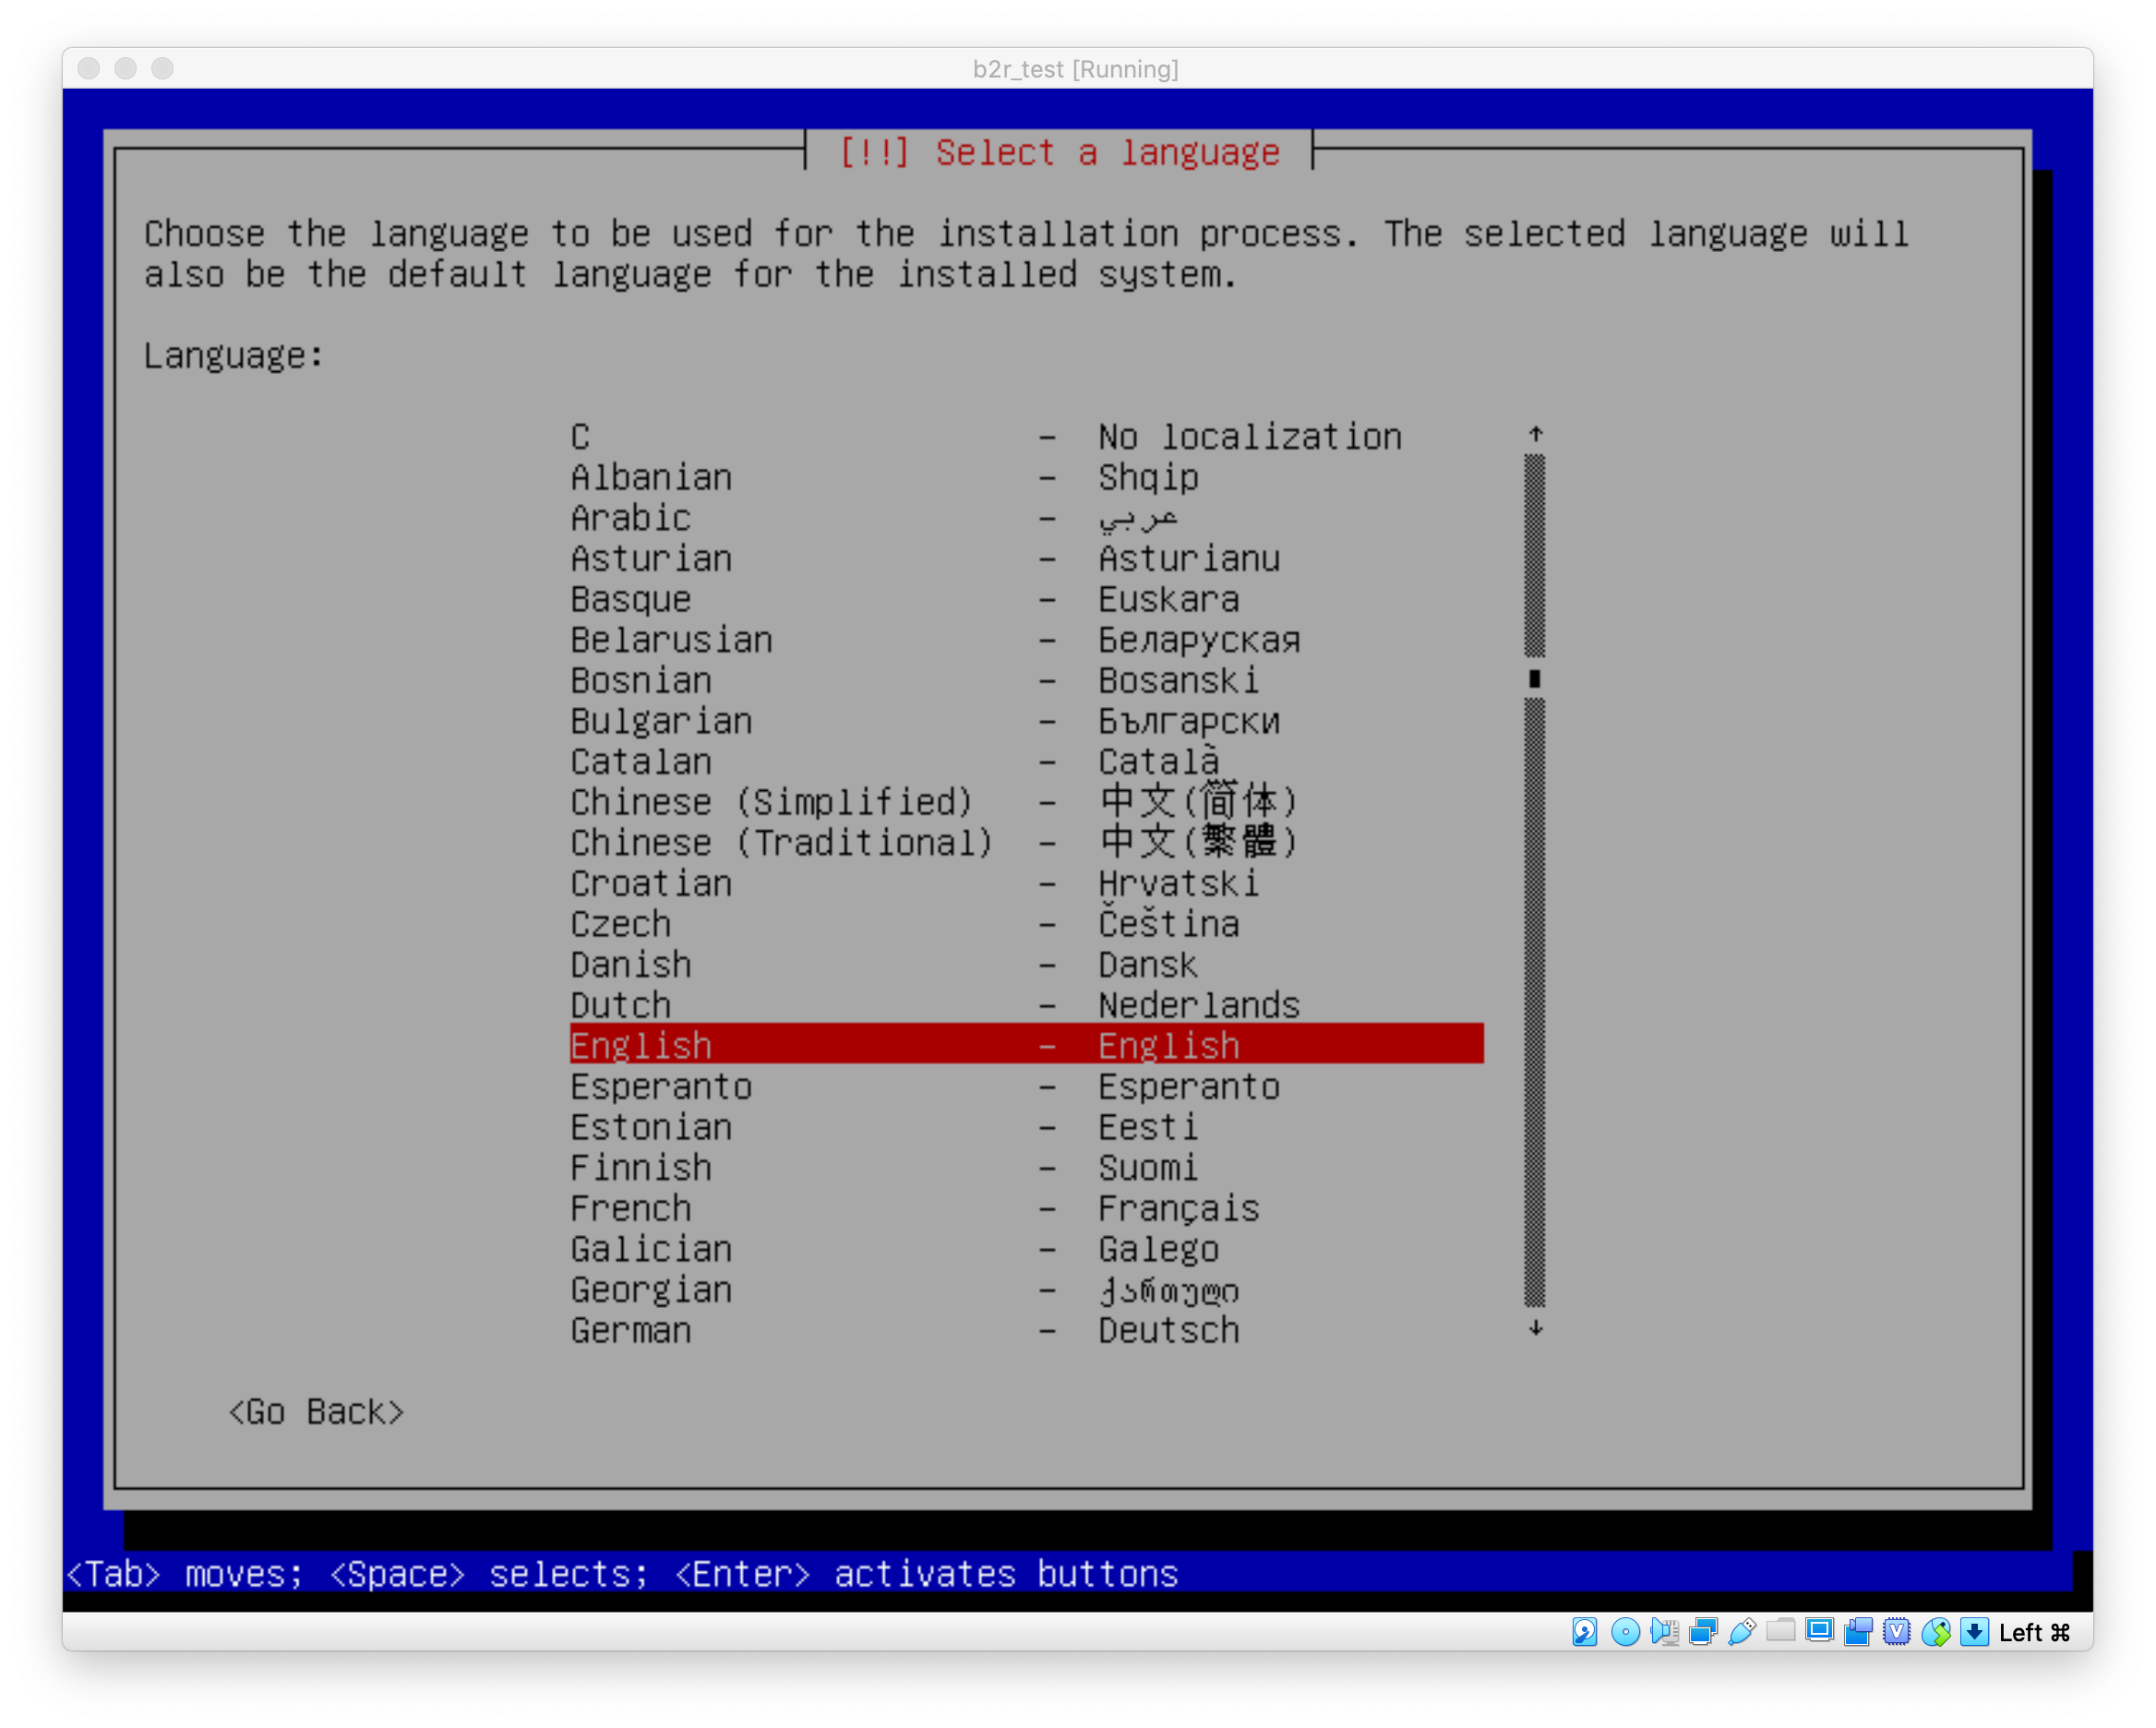 b2r_test [Running]
[!!] Select a language
Choose the language to be used for the installation process. The selected language will
also be the default language for the installed system.
Language:
C - No localization
Albanian - Shqip
Arabic - عربي
Asturian - Asturianu
Basque - Euskara
Belarusian - Беларуская
Bosnian - Bosanski
Bulgarian - Български
Catalan - Català
Chinese (Simplified) - 中文(简体)
Chinese (Traditional) - 中文(繁體)
Croatian - Hrvatski
Czech - Čeština
Danish - Dansk
Dutch - Nederlands
English - English
Esperanto - Esperanto
Estonian - Eesti
Finnish - Suomi
French - Français
Galician - Galego
Georgian - ქართული
German - Deutsch
<Go Back>
<Tab> moves; <Space> selects; <Enter> activates buttons
Left ⌘